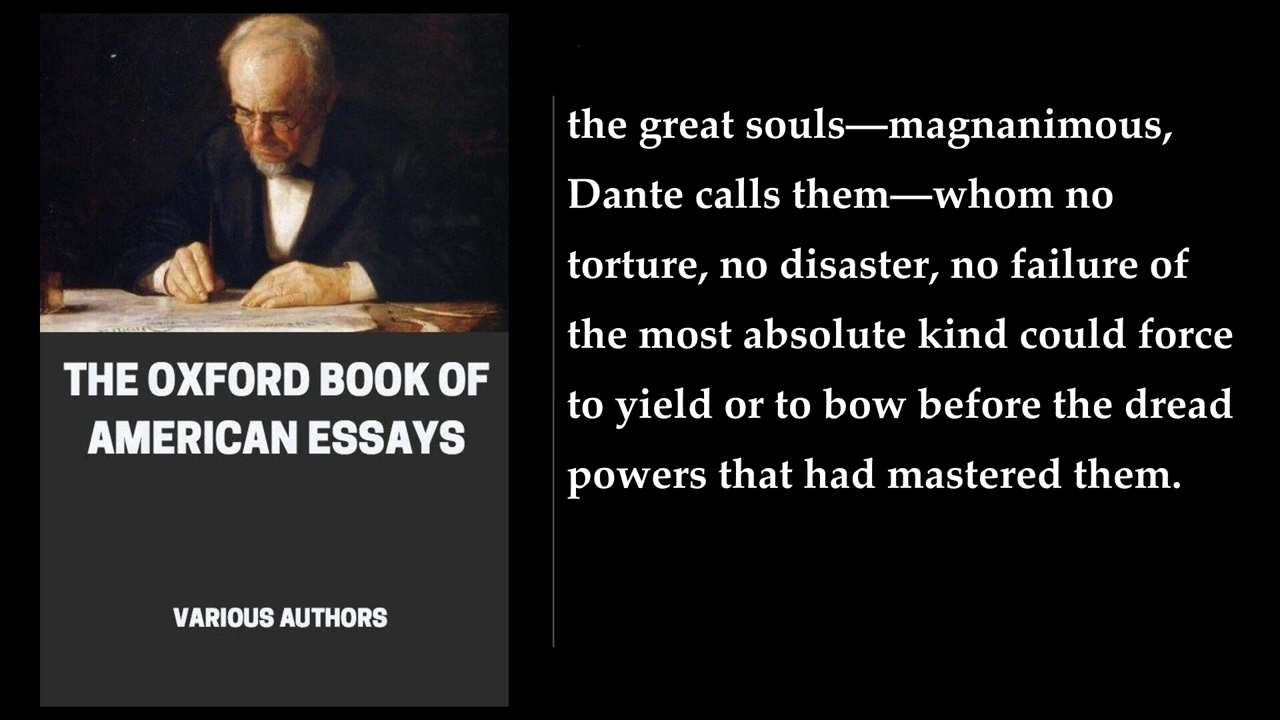 THE OXFORD BOOK OF
AMERICAN ESSAYS
VARIOUS AUTHORS
the great souls—magnanimous,
Dante calls them—whom no
torture, no disaster, no failure of
the most absolute kind could force
to yield or to bow before the dread
powers that had mastered them.